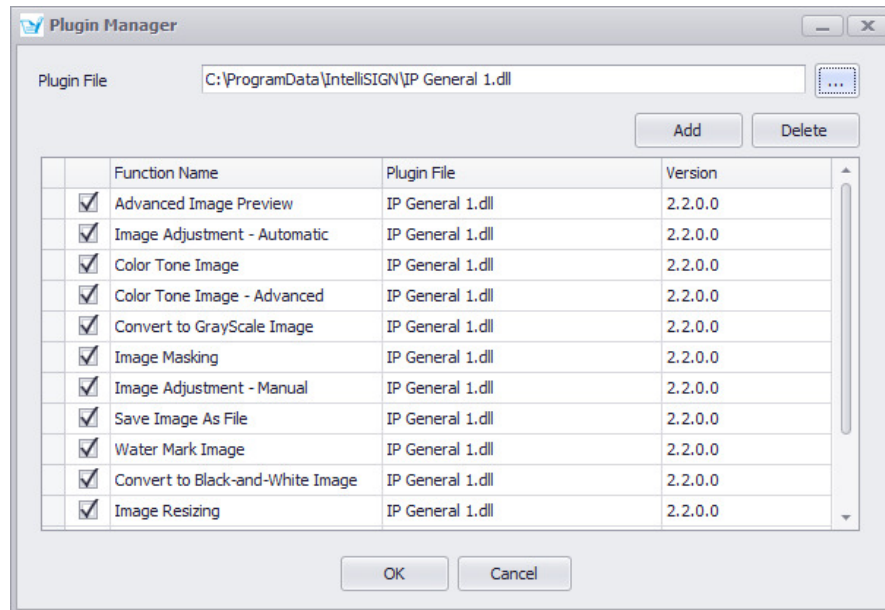 Plugin Manager
Plugin File C:\ProgramData\IntelliSIGN\IP General 1.dll ...
Add Delete
Function Name Plugin File Version
Advanced Image Preview IP General 1.dll 2.2.0.0
Image Adjustment - Automatic IP General 1.dll 2.2.0.0
Color Tone Image IP General 1.dll 2.2.0.0
Color Tone Image - Advanced IP General 1.dll 2.2.0.0
Convert to GrayScale Image IP General 1.dll 2.2.0.0
Image Masking IP General 1.dll 2.2.0.0
Image Adjustment - Manual IP General 1.dll 2.2.0.0
Save Image As File IP General 1.dll 2.2.0.0
Water Mark Image IP General 1.dll 2.2.0.0
Convert to Black-and-White Image IP General 1.dll 2.2.0.0
Image Resizing IP General 1.dll 2.2.0.0
OK Cancel